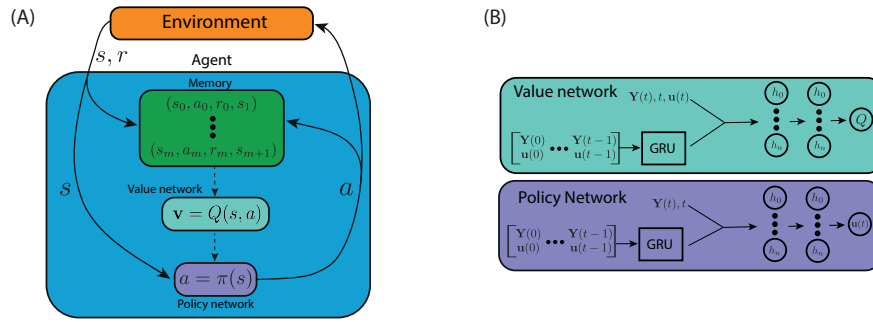 (A)
Environment
s, r
Agent
Memory
(s₀, a₀, r₀, s₁)
(sₘ, aₘ, rₘ, sₘ₊₁)
s
a
Value network
v = Q(s, a)
a = π(s)
Policy network
(B)
Value network
Y(t), t, u(t)
[Y(0) ••• Y(t−1)
u(0) u(t−1)]
GRU
h₀ h₀
hₙ hₙ
Q
Policy Network
Y(t), t
[Y(0) ••• Y(t−1)
u(0) u(t−1)]
GRU
h₀ h₀
hₙ hₙ
u(t)